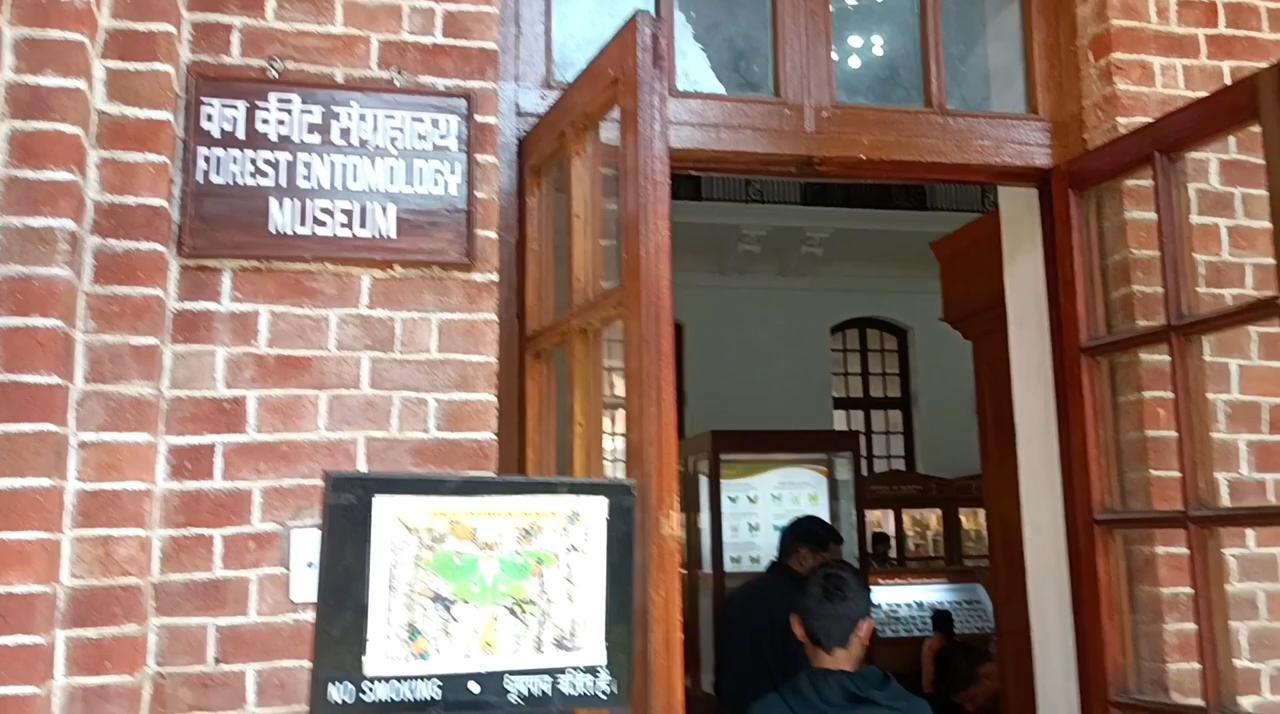 वन कीट संग्रहालय
FOREST ENTOMOLOGY
MUSEUM
NO SMOKING • धूम्रपान वर्जित है।